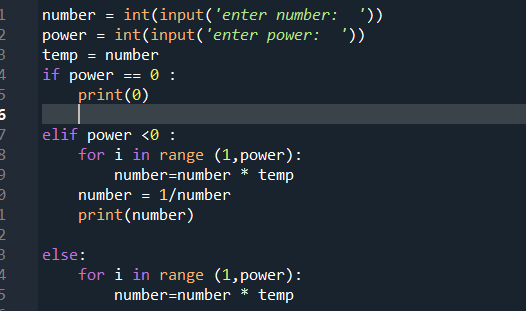 1 number = int(input('enter number:  '))
2 power = int(input('enter power:  '))
3 temp = number
4 if power == 0 :
5     print(0)
6
7 elif power <0 :
8     for i in range (1,power):
9         number=number * temp
0     number = 1/number
1     print(number)
2
3 else:
4     for i in range (1,power):
5         number=number * temp